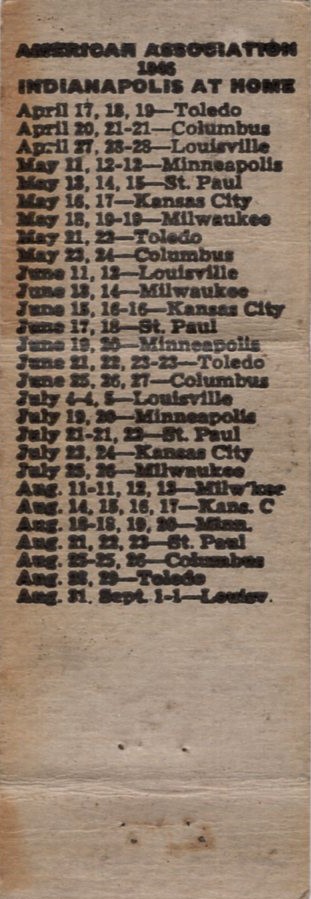 AMERICAN ASSOCIATION
1946
INDIANAPOLIS AT HOME
April 17, 18, 19—Toledo
April 20, 21-21—Columbus
April 27, 28-28—Louisville
May 11, 12-12—Minneapolis
May 13, 14, 15—St. Paul
May 16, 17—Kansas City
May 18, 19-19—Milwaukee
May 21, 22—Toledo
May 23, 24—Columbus
June 11, 12—Louisville
June 13, 14—Milwaukee
June 15, 16-16—Kansas City
June 17, 18—St. Paul
June 19, 20—Minneapolis
June 21, 22, 23-23—Toledo
June 25, 26, 27—Columbus
July 4-4, 5—Louisville
July 19, 20—Minneapolis
July 21-21, 22—St. Paul
July 23, 24—Kansas City
July 25, 26—Milwaukee
Aug. 11-11, 12, 13—Milw'kee
Aug. 14, 15, 16, 17—Kans. C
Aug. 18-18, 19, 20—Minn.
Aug. 21, 22, 23—St. Paul
Aug. 25-25, 26—Columbus
Aug. 28, 29—Toledo
Aug. 31. Sept. 1-1—Louisv.